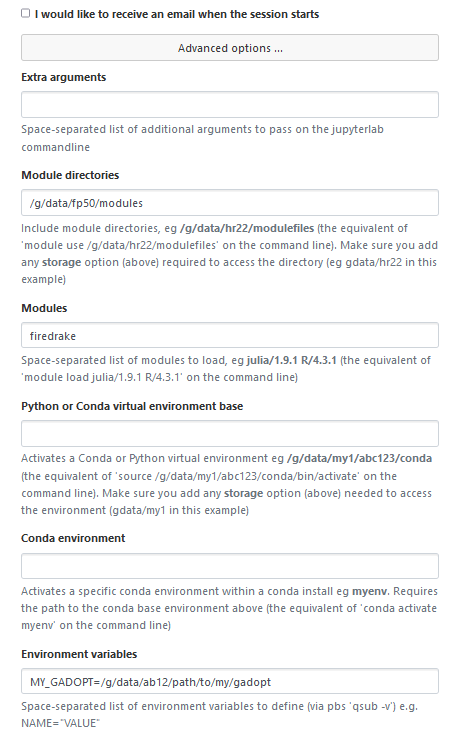 I would like to receive an email when the session starts
Advanced options ...
Extra arguments
Space-separated list of additional arguments to pass on the jupyterlab
commandline
Module directories
/g/data/fp50/modules
Include module directories, eg /g/data/hr22/modulefiles (the equivalent of
'module use /g/data/hr22/modulefiles' on the command line). Make sure you add
any storage option (above) required to access the directory (eg gdata/hr22 in this
example)
Modules
firedrake
Space-separated list of modules to load, eg julia/1.9.1 R/4.3.1 (the equivalent of
'module load julia/1.9.1 R/4.3.1' on the command line)
Python or Conda virtual environment base
Activates a Conda or Python virtual environment eg /g/data/my1/abc123/conda
(the equivalent of 'source /g/data/my1/abc123/conda/bin/activate' on the
command line). Make sure you add any storage option (above) needed to access
the environment (gdata/my1 in this example)
Conda environment
Activates a specific conda environment within a conda install eg myenv. Requires
the path to the conda base environment above (the equivalent of 'conda activate
myenv' on the command line)
Environment variables
MY_GADOPT=/g/data/ab12/path/to/my/gadopt
Space-separated list of environment variables to define (via pbs 'qsub -v') e.g.
NAME="VALUE"